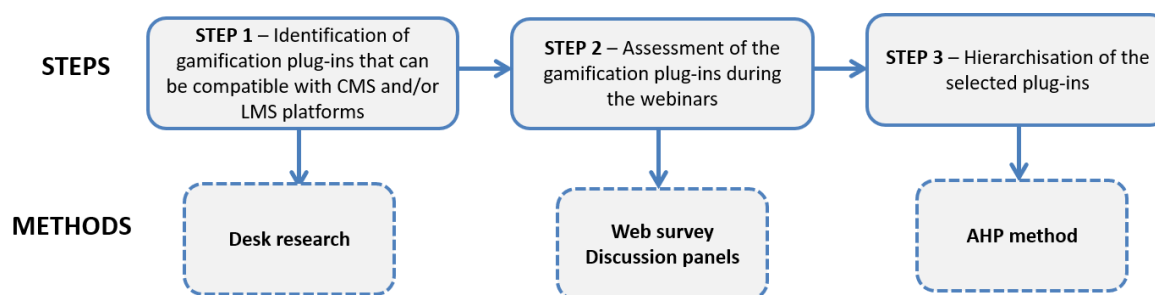 STEPS
STEP 1 – Identification of
gamification plug-ins that can
be compatible with CMS and/or
LMS platforms
STEP 2 – Assessment of the
gamification plug-ins during
the webinars
STEP 3 – Hierarchisation of the
selected plug-ins
METHODS
Desk research
Web survey
Discussion panels
AHP method